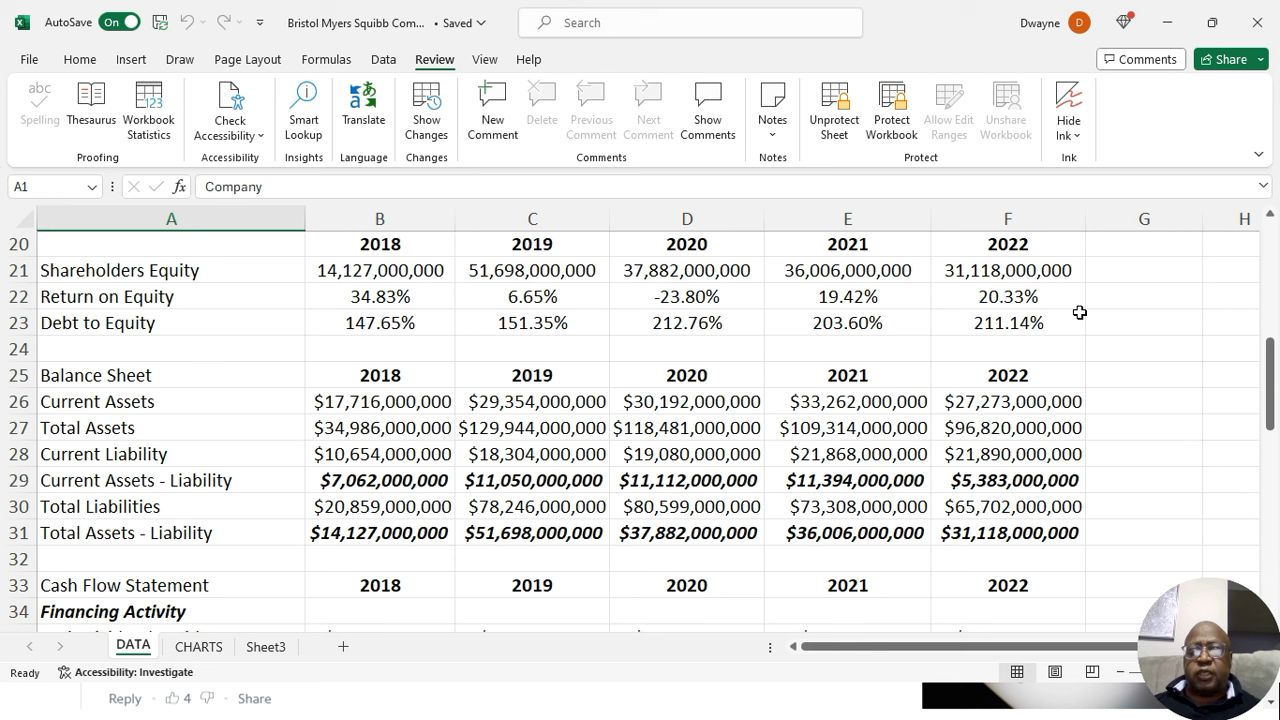 AutoSave On Bristol Myers Squibb Com... • Saved Search Dwayne D
File Home Insert Draw Page Layout Formulas Data Review View Help Comments Share
abc 123
Spelling Thesaurus Workbook Statistics Check Accessibility Smart Lookup Translate Show Changes New Comment Delete Previous Comment Next Comment Show Comments Notes Unprotect Sheet Protect Workbook Allow Edit Ranges Unshare Workbook Hide Ink
Proofing Accessibility Insights Language Changes Comments Notes Protect Ink
A1 fx Company
A B C D E F G H
20 2018 2019 2020 2021 2022
21 Shareholders Equity 14,127,000,000 51,698,000,000 37,882,000,000 36,006,000,000 31,118,000,000
22 Return on Equity 34.83% 6.65% -23.80% 19.42% 20.33%
23 Debt to Equity 147.65% 151.35% 212.76% 203.60% 211.14%
24
25 Balance Sheet 2018 2019 2020 2021 2022
26 Current Assets $17,716,000,000 $29,354,000,000 $30,192,000,000 $33,262,000,000 $27,273,000,000
27 Total Assets $34,986,000,000 $129,944,000,000 $118,481,000,000 $109,314,000,000 $96,820,000,000
28 Current Liability $10,654,000,000 $18,304,000,000 $19,080,000,000 $21,868,000,000 $21,890,000,000
29 Current Assets - Liability $7,062,000,000 $11,050,000,000 $11,112,000,000 $11,394,000,000 $5,383,000,000
30 Total Liabilities $20,859,000,000 $78,246,000,000 $80,599,000,000 $73,308,000,000 $65,702,000,000
31 Total Assets - Liability $14,127,000,000 $51,698,000,000 $37,882,000,000 $36,006,000,000 $31,118,000,000
32
33 Cash Flow Statement 2018 2019 2020 2021 2022
34 Financing Activity
DATA CHARTS Sheet3
Ready Accessibility: Investigate
Reply 4 Share